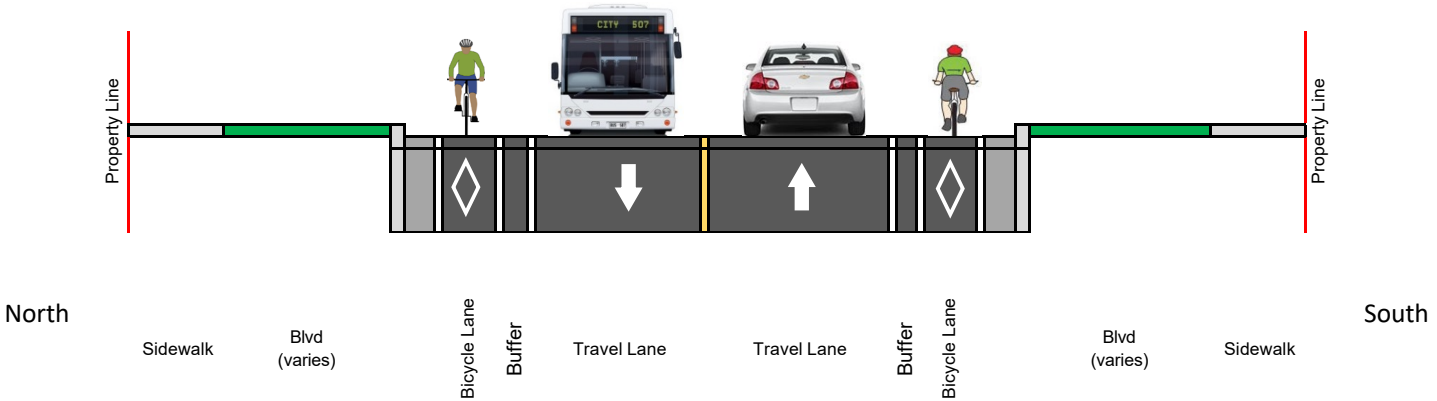 CITY 507
Property Line
Property Line
North
South
Sidewalk
Blvd
(varies)
Bicycle Lane
Buffer
Travel Lane
Travel Lane
Buffer
Bicycle Lane
Blvd
(varies)
Sidewalk